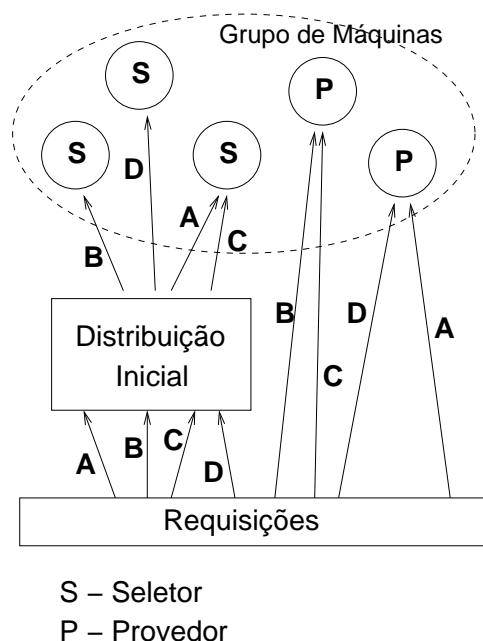 Grupo de Máquinas
S
P
S
S
P
D
A
B
C
B
D
A
Distribuição
Inicial
C
A
B
C
D
Requisições
S – Seletor
P – Provedor